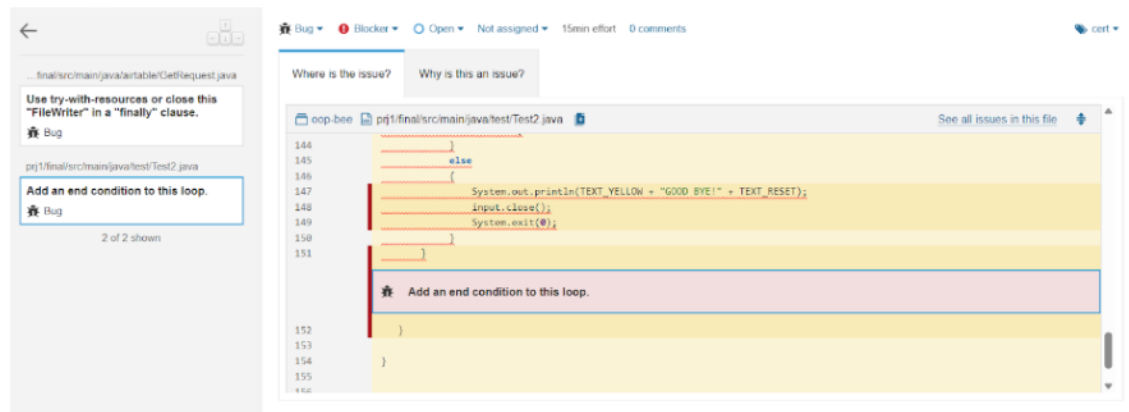 Bug Blocker Open Not assigned 15min effort 0 comments cert
... final/src/main/java/airtable/GetRequest.java
Use try-with-resources or close this
"FileWriter" in a "finally" clause.
Bug
prj1/final/src/main/java/test/Test2.java
Add an end condition to this loop.
Bug
2 of 2 shown
Where is the issue? Why is this an issue?
oop-bee prj1/final/src/main/java/test/Test2.java See all issues in this file
144 }
145 else
146 {
147 System.out.println(TEXT_YELLOW + "GOOD BYE!" + TEXT_RESET);
148 input.close();
149 System.exit(0);
150 }
151 }
Add an end condition to this loop.
152 }
153
154 }
155
156